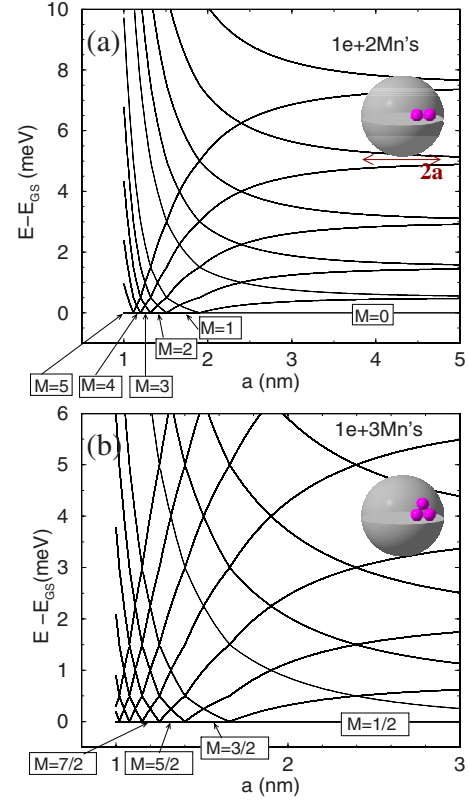 10
(a)
1e+2Mn's
8
6
2a
4
2
0
M=0
M=1
M=2
M=5
M=4
M=3
E−E_GS (meV)
1
2
3
4
5
a (nm)
6
(b)
1e+3Mn's
5
4
3
2
1
0
M=1/2
M=3/2
M=7/2
M=5/2
E −E_GS(meV)
1
2
3
a (nm)